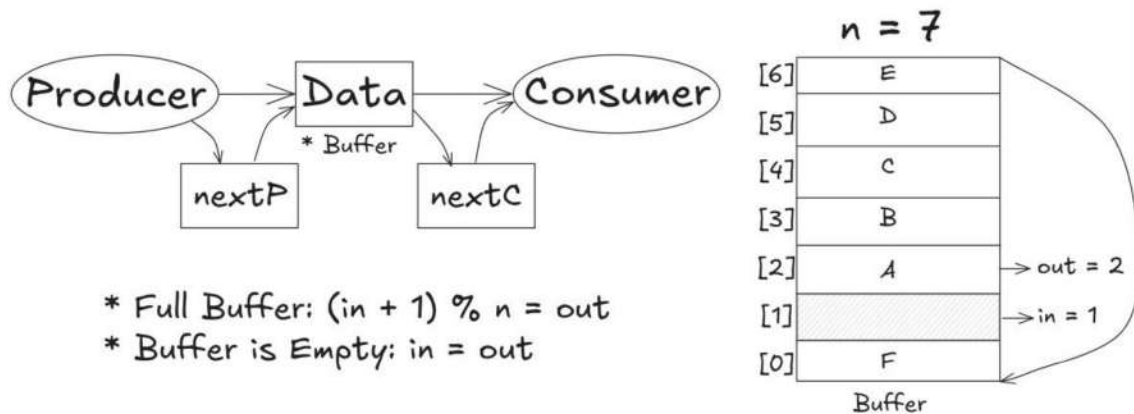 Producer
Data
Consumer
* Buffer
nextP
nextC
* Full Buffer: (in + 1) % n = out
* Buffer is Empty: in = out
n = 7
[6] E
[5] D
[4] C
[3] B
[2] A out = 2
[1] in = 1
[0] F
Buffer